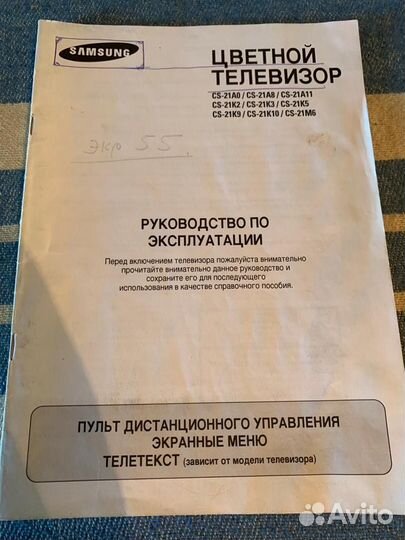 SAMSUNG
ЦВЕТНОЙ
ТЕЛЕВИЗОР
CS-21A0 / CS-21A8 / CS-21A11
CS-21K2 / CS-21K3 / CS-21K5
CS-21K9 / CS-21K10 / CS-21M6
экр 55
РУКОВОДСТВО ПО
ЭКСПЛУАТАЦИИ
Перед включением телевизора пожалуйста внимательно
прочитайте внимательно данное руководство и
сохраните его для последующего
использования в качестве справочного пособия.
ПУЛЬТ ДИСТАНЦИОННОГО УПРАВЛЕНИЯ
ЭКРАННЫЕ МЕНЮ
ТЕЛЕТЕКСТ (зависит от модели телевизора)
Avito